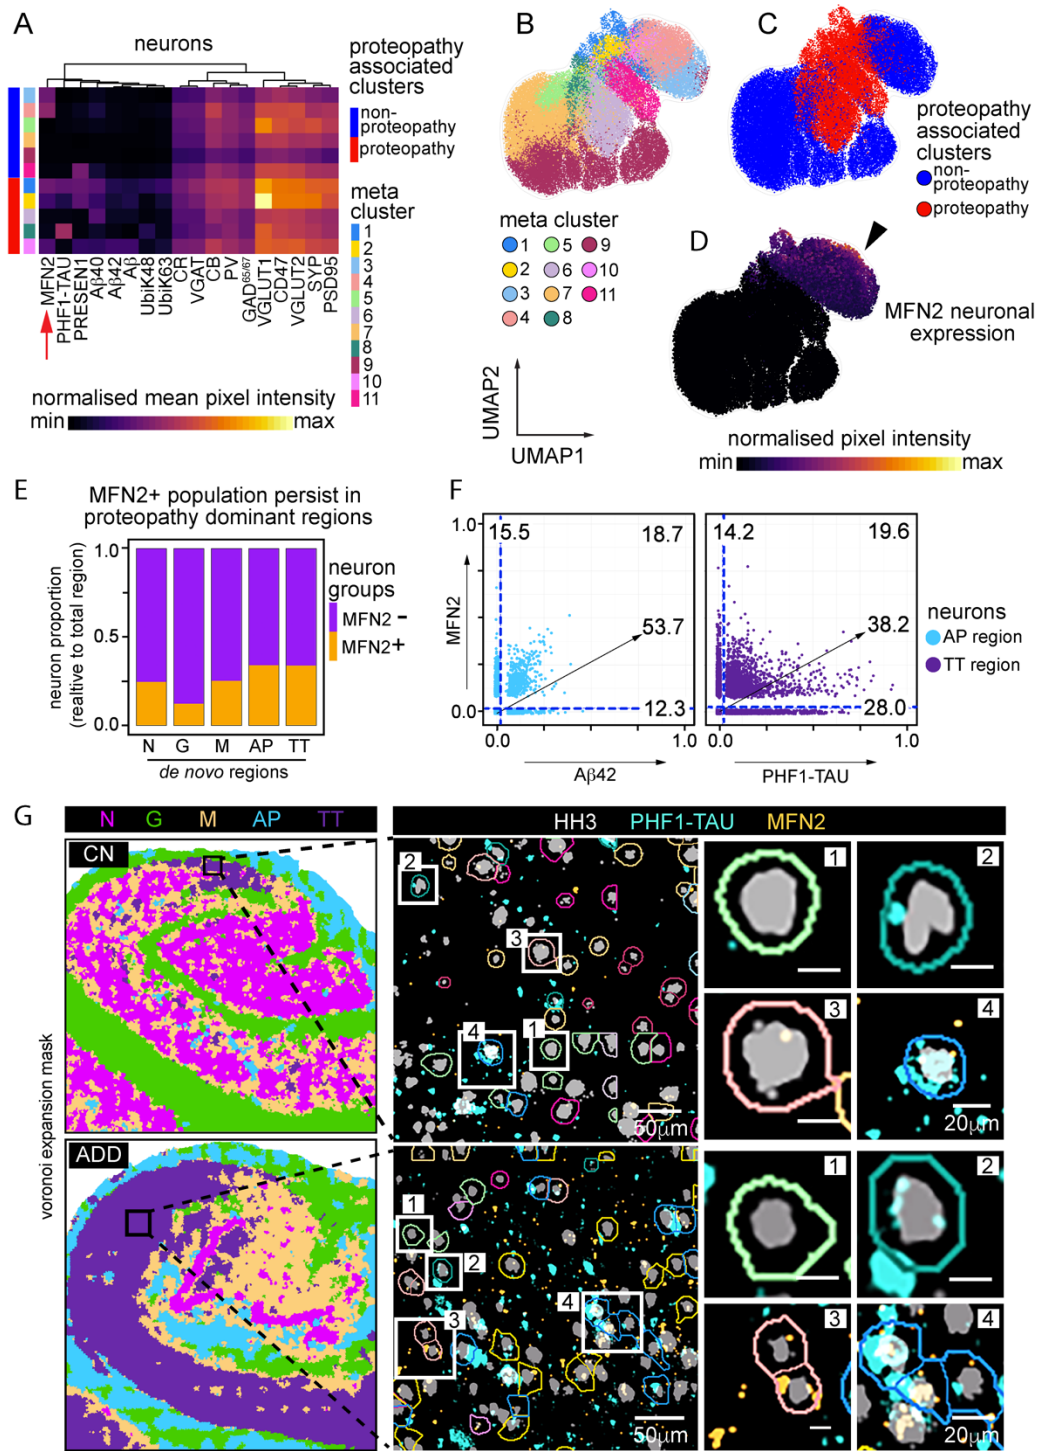 A
neurons
proteopathy
associated
clusters
non-
proteopathy
proteopathy
meta
cluster
1
2
3
4
5
6
7
8
9
10
11
MFN2
PHF1-TAU
PRESEN1
Aβ40
Aβ42
Aβ
UbiK48
UbiK63
CR
VGAT
CB
PV
GAD65/67
VGLUT1
CD47
VGLUT2
SYP
PSD95
normalised mean pixel intensity
min max
B
meta cluster
1 5 9
2 6 10
3 7 11
4 8
UMAP2
UMAP1
C
proteopathy
associated
clusters
non-
proteopathy
proteopathy
D
MFN2 neuronal
expression
normalised pixel intensity
min max
E
MFN2+ population persist in
proteopathy dominant regions
neuron proportion
(realtive to total region)
1.0
0.5
0.0
N G M AP TT
de novo regions
neuron
groups
MFN2 -
MFN2+
F
MFN2
1.0
0.0
15.5 18.7
53.7
12.3
0.0 1.0
Aβ42
14.2 19.6
38.2
28.0
0.0 1.0
PHF1-TAU
neurons
AP region
TT region
G
N G M AP TT
HH3 PHF1-TAU MFN2
voronoi expansion mask
CN
2
3
4 1
50µm
1 2
3 4
20µm
ADD
1
2
3
4
50µm
1 2
3 4
20µm